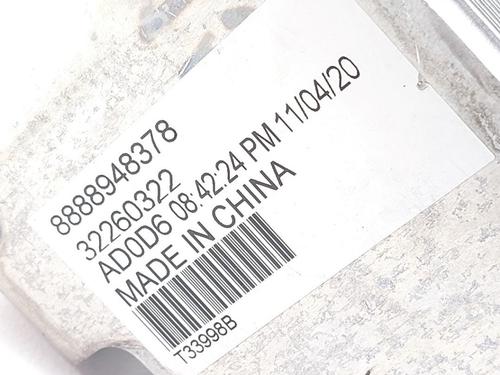 8888948378
32260322
AD0D6 08:42:24 PM 11/04/20
MADE IN CHINA
T33998B